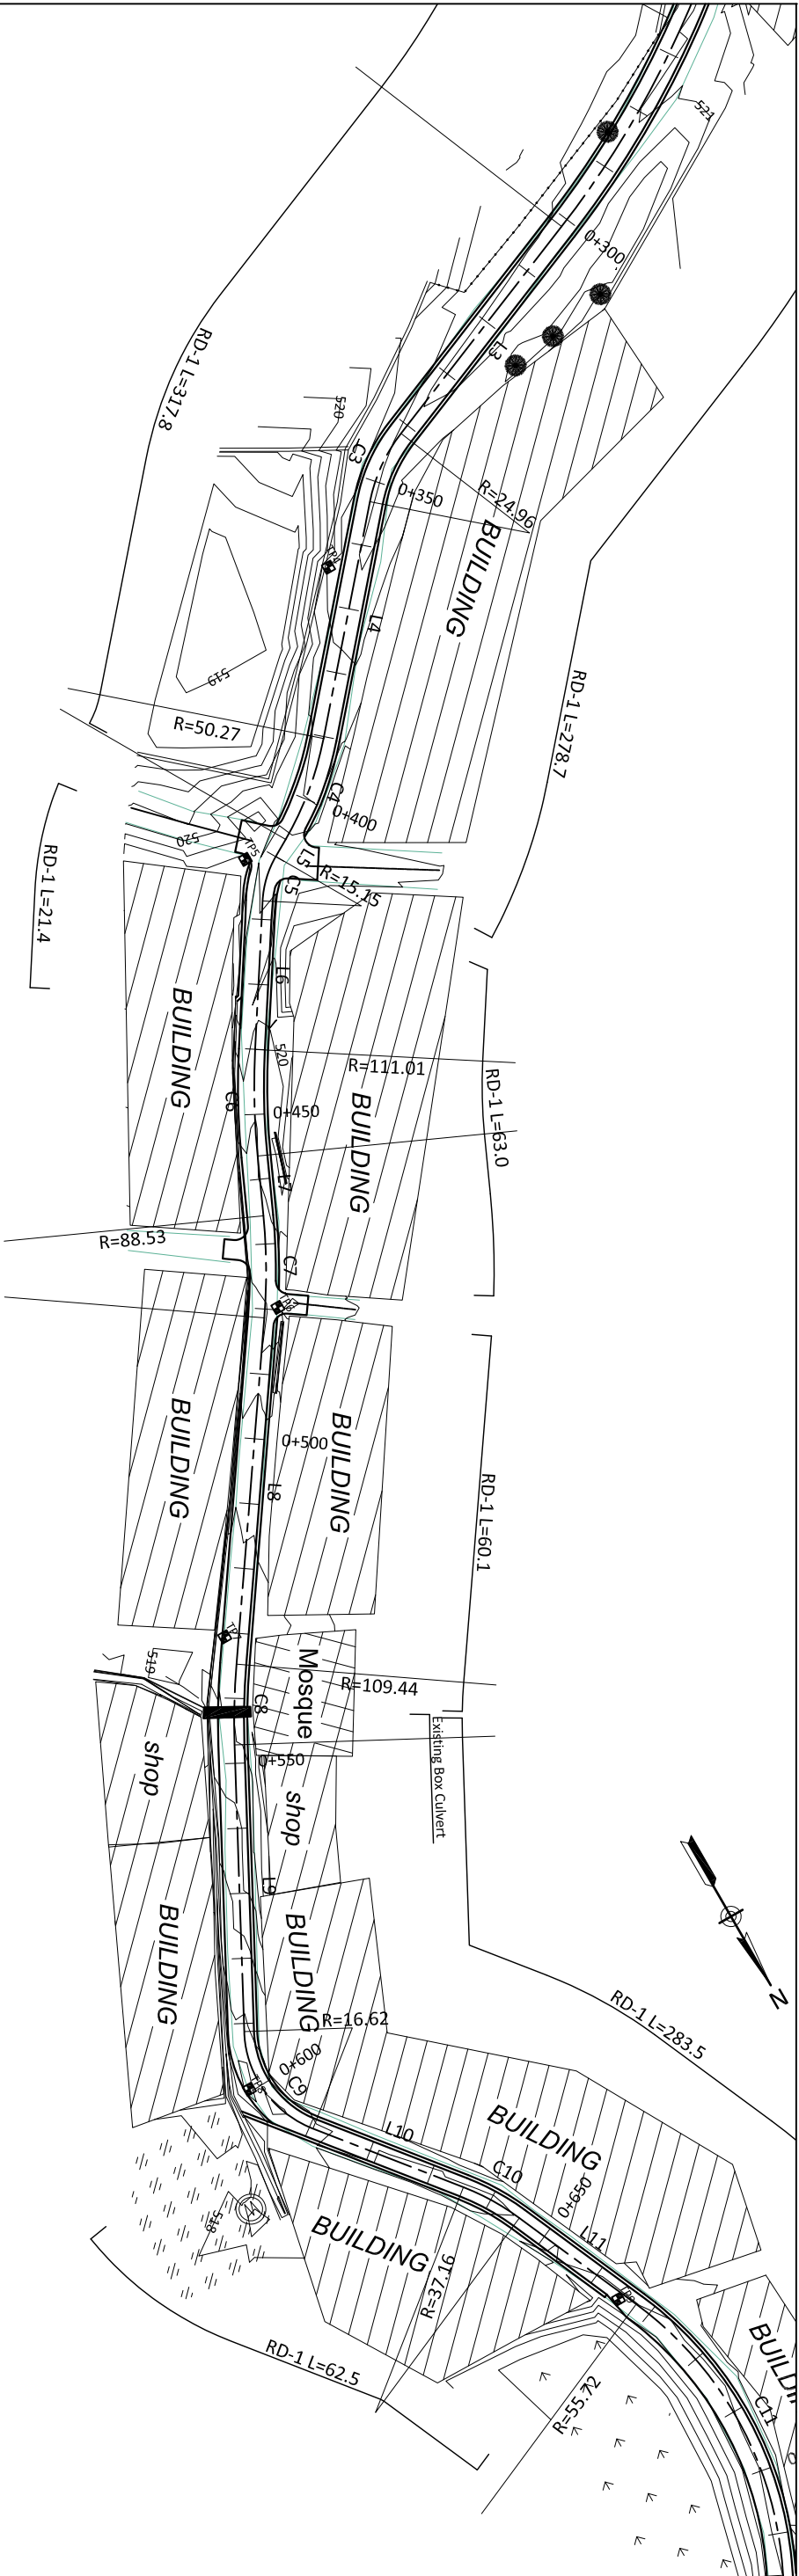 521
0+300
L3
RD-1 L=317.8
520
C3
R=24.96
0+350
BUILDING
TP4
L4
519
RD-1 L=278.7
R=50.27
C4
0+400
520
TP5
L5
R=15.15
C5
RD-1 L=21.4
L6
BUILDING
520
R=111.01
C6
0+450
BUILDING
RD-1 L=63.0
L7
R=88.53
C7
BUILDING
0+500
BUILDING
L8
RD-1 L=60.1
TP7
519
Mosque
R=109.44
C8
Existing Box Culvert
0+550
shop
shop
L9
BUILDING
BUILDING
N
R=16.62
RD-1 L=283.5
0+600
C9
L10
BUILDING
C10
0+650
518
BUILDING
L11
R=37.16
RD-1 L=62.5
R=55.72
C11